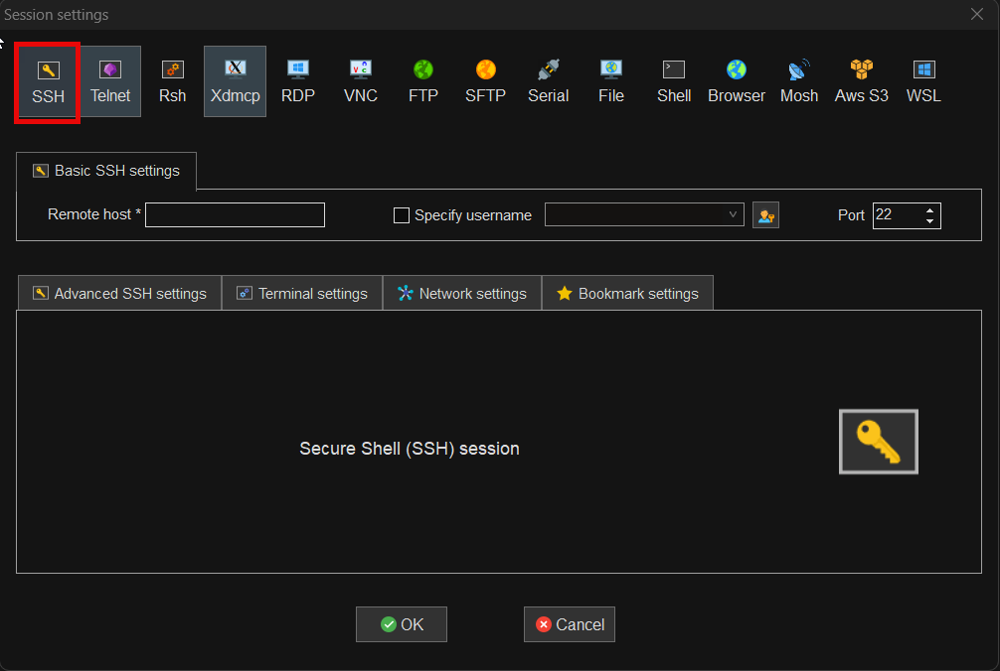 Session settings
SSH Telnet Rsh Xdmcp RDP VNC FTP SFTP Serial File Shell Browser Mosh Aws S3 WSL
Basic SSH settings
Remote host * Specify username Port 22
Advanced SSH settings Terminal settings Network settings Bookmark settings
Secure Shell (SSH) session
OK Cancel